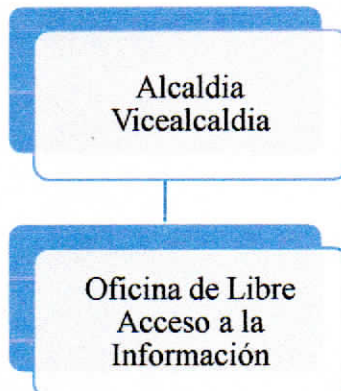 Alcaldia
Vicealcaldia
Oficina de Libre
Acceso a la
Información